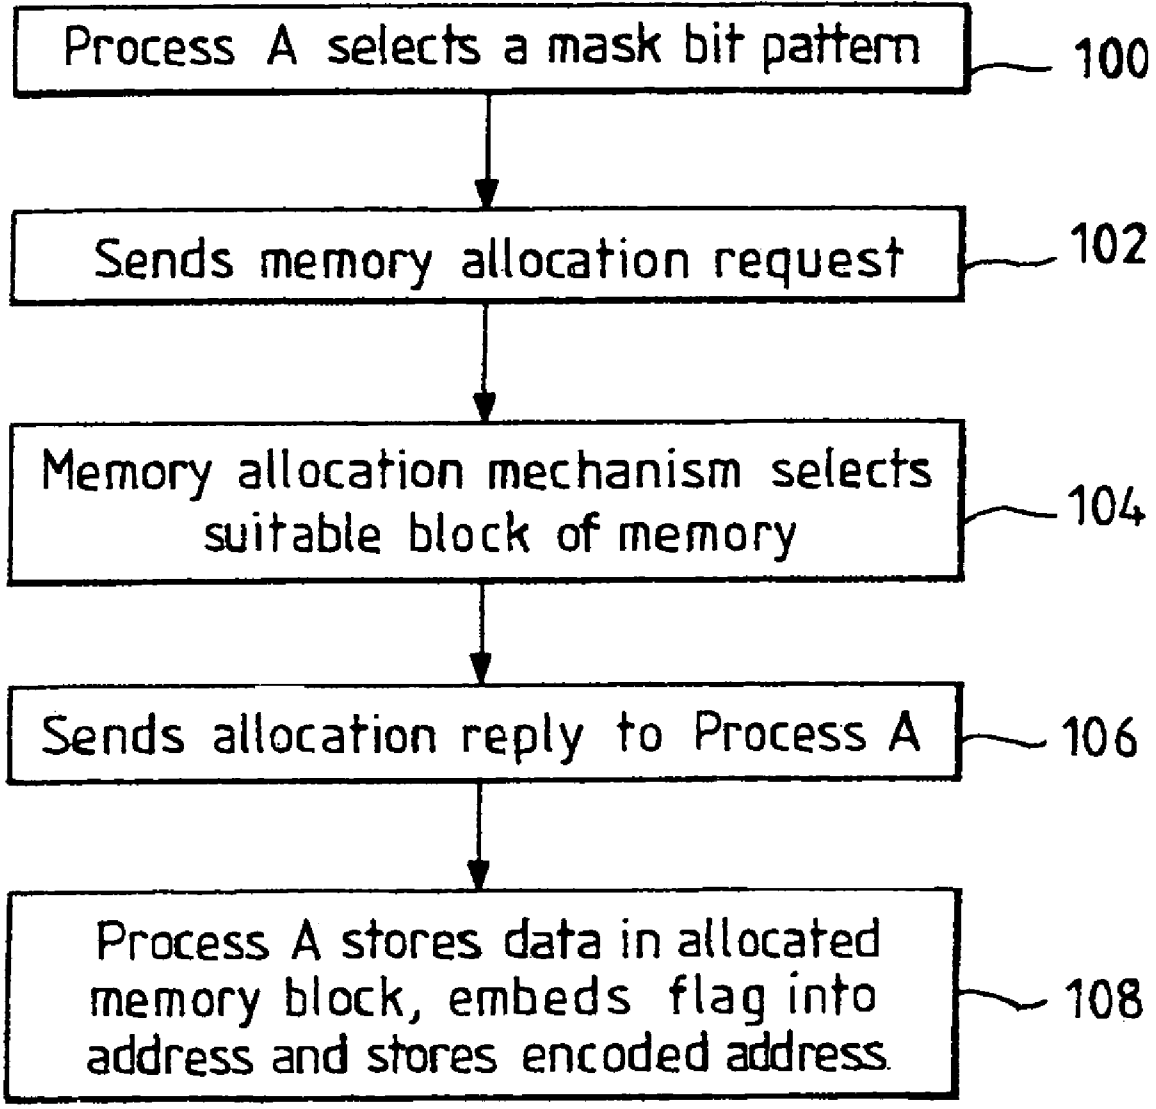 Process A selects a mask bit pattern
100
Sends memory allocation request
102
Memory allocation mechanism selects
suitable block of memory
104
Sends allocation reply to Process A
106
Process A stores data in allocated
memory block, embeds flag into
address and stores encoded address.
108